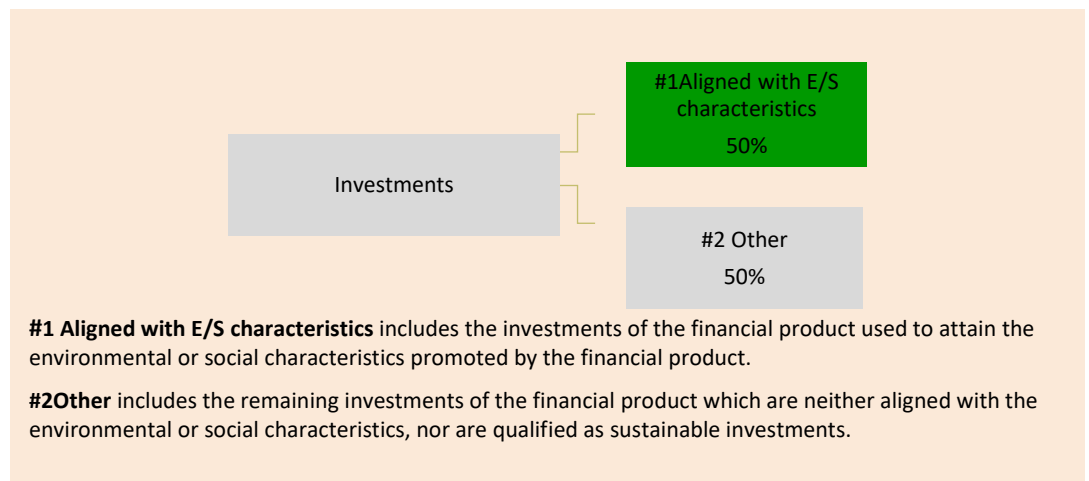 #1Aligned with E/S
characteristics
50%
Investments
#2 Other
50%
#1 Aligned with E/S characteristics includes the investments of the financial product used to attain the
environmental or social characteristics promoted by the financial product.
#2Other includes the remaining investments of the financial product which are neither aligned with the
environmental or social characteristics, nor are qualified as sustainable investments.